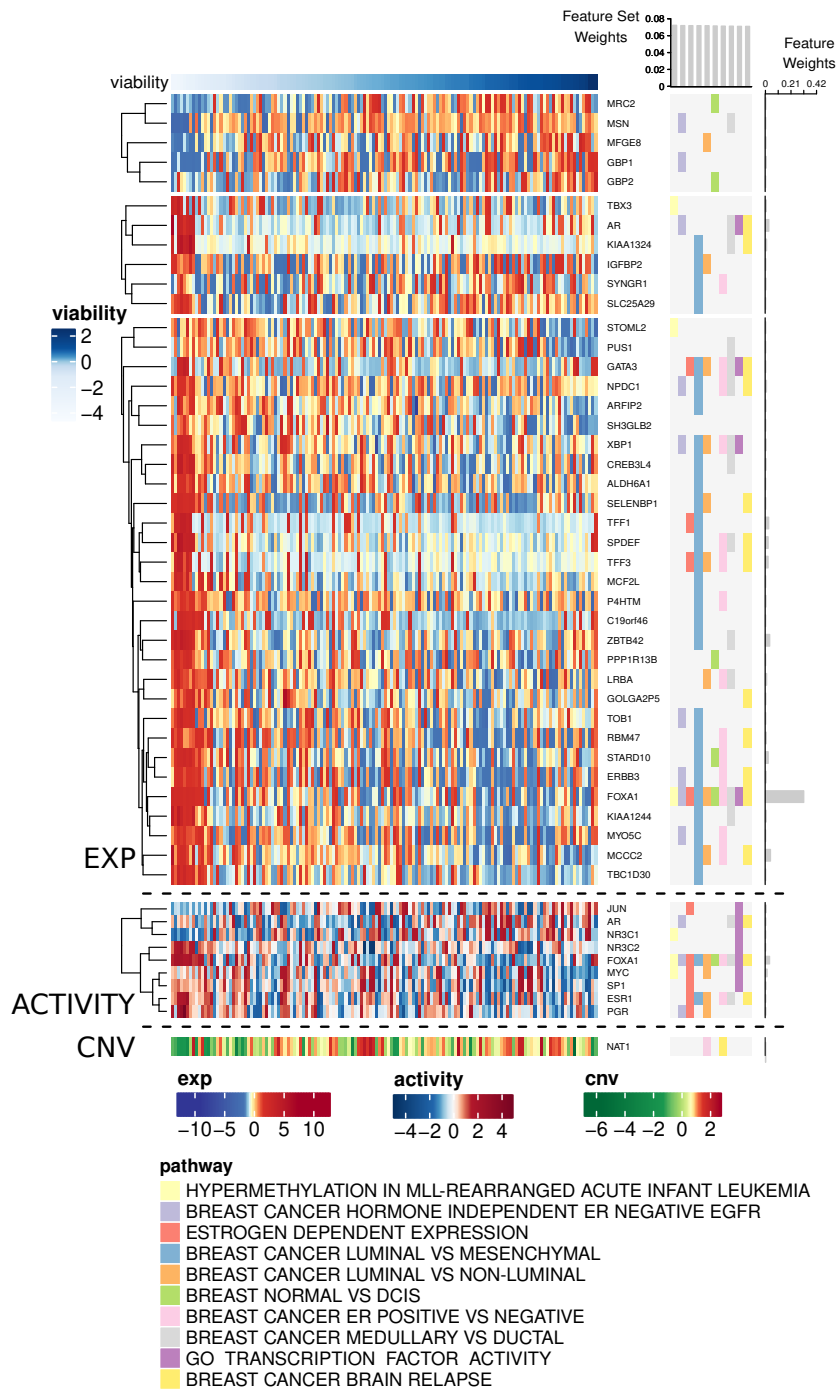 Feature Set
Weights
0.08
0.06
0.04
0.02
0
Feature
Weights
0 0.21 0.42
viability
MRC2
MSN
MFGE8
GBP1
GBP2
TBX3
AR
KIAA1324
IGFBP2
SYNGR1
SLC25A29
viability
2
0
−2
−4
STOML2
PUS1
GATA3
NPDC1
ARFIP2
SH3GLB2
XBP1
CREB3L4
ALDH6A1
SELENBP1
TFF1
SPDEF
TFF3
MCF2L
P4HTM
C19orf46
ZBTB42
PPP1R13B
LRBA
GOLGA2P5
TOB1
RBM47
STARD10
ERBB3
FOXA1
KIAA1244
MYO5C
MCCC2
TBC1D30
EXP
JUN
AR
NR3C1
NR3C2
FOXA1
MYC
SP1
ESR1
PGR
ACTIVITY
CNV
NAT1
exp
−10 −5 0 5 10
activity
−4 −2 0 2 4
cnv
−6 −4 −2 0 2
pathway
HYPERMETHYLATION IN MLL-REARRANGED ACUTE INFANT LEUKEMIA
BREAST CANCER HORMONE INDEPENDENT ER NEGATIVE EGFR
ESTROGEN DEPENDENT EXPRESSION
BREAST CANCER LUMINAL VS MESENCHYMAL
BREAST CANCER LUMINAL VS NON-LUMINAL
BREAST NORMAL VS DCIS
BREAST CANCER ER POSITIVE VS NEGATIVE
BREAST CANCER MEDULLARY VS DUCTAL
GO TRANSCRIPTION FACTOR ACTIVITY
BREAST CANCER BRAIN RELAPSE